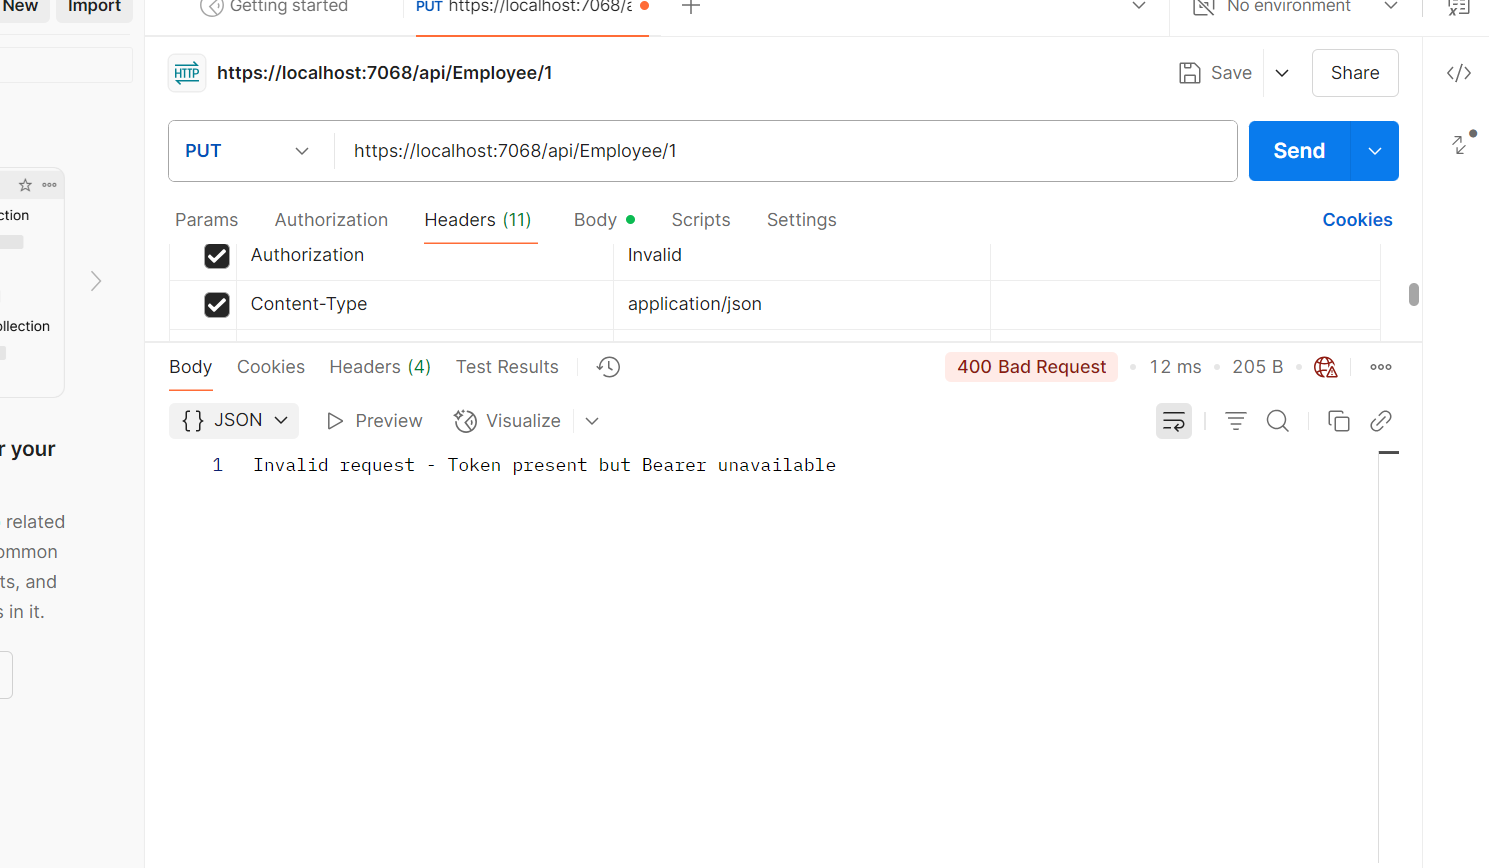 New Import
Getting started PUT https://localhost:7068/a No environment
HTTP https://localhost:7068/api/Employee/1 Save Share
PUT https://localhost:7068/api/Employee/1 Send
Params Authorization Headers (11) Body Scripts Settings Cookies
Authorization Invalid
Content-Type application/json
Body Cookies Headers (4) Test Results 400 Bad Request • 12 ms • 205 B
{} JSON Preview Visualize
1 Invalid request - Token present but Bearer unavailable
ction
ollection
r your
related
ommon
ts, and
s in it.